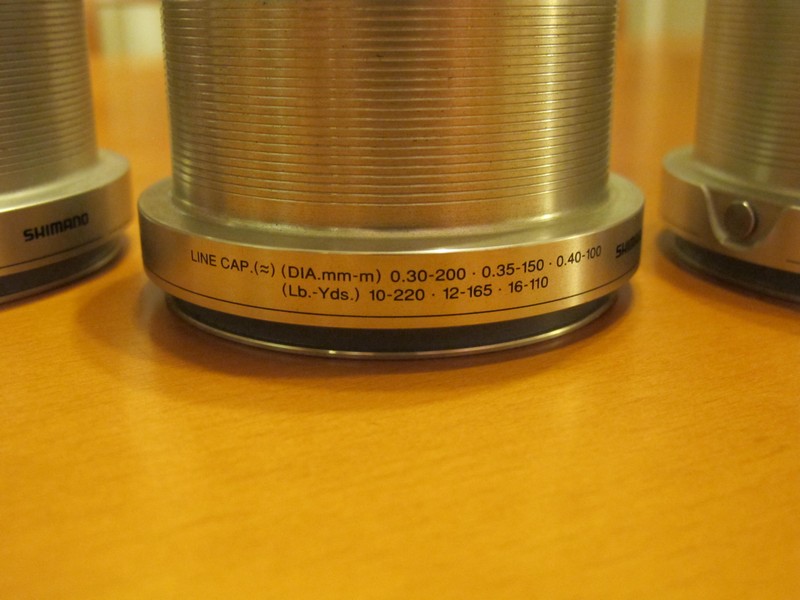 SHIMANO
LINE CAP.(≈) (DIA.mm-m) 0.30-200 · 0.35-150 · 0.40-100
(Lb.-Yds.) 10-220 · 12-165 · 16-110